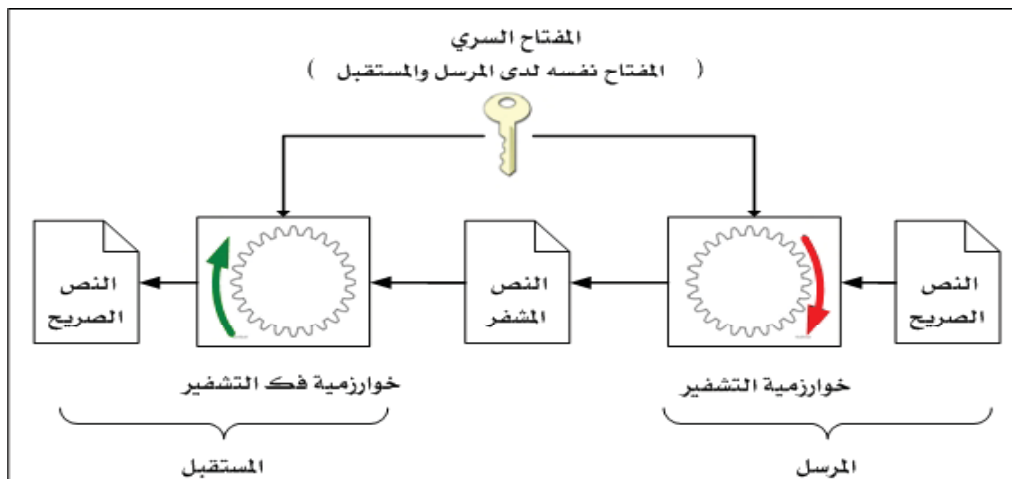 المفتاح السري
( المفتاح نفسه لدى المرسل والمستقبل )
النص
الصريح
النص
المشفر
النص
الصريح
خوارزمية التشفير
خوارزمية فك التشفير
المرسل
المستقبل